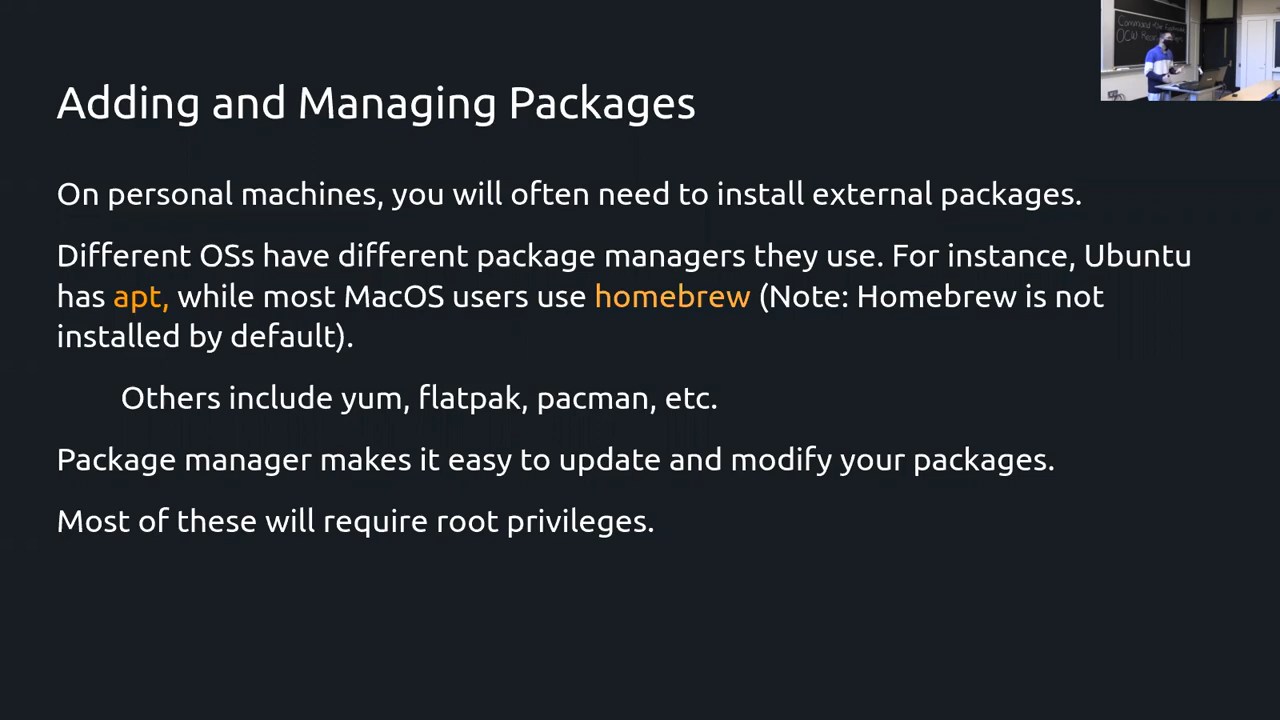 Adding and Managing Packages
On personal machines, you will often need to install external packages.
Different OSs have different package managers they use. For instance, Ubuntu
has apt, while most MacOS users use homebrew (Note: Homebrew is not
installed by default).
Others include yum, flatpak, pacman, etc.
Package manager makes it easy to update and modify your packages.
Most of these will require root privileges.
Command
OCW